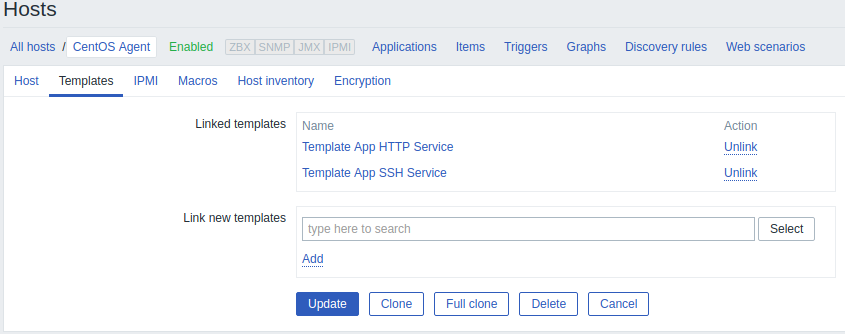 Hosts
All hosts / CentOS Agent Enabled ZBX SNMP JMX IPMI Applications Items Triggers Graphs Discovery rules Web scenarios
Host Templates IPMI Macros Host inventory Encryption
Linked templates Name Action
Template App HTTP Service Unlink
Template App SSH Service Unlink
Link new templates
type here to search Select
Add
Update Clone Full clone Delete Cancel